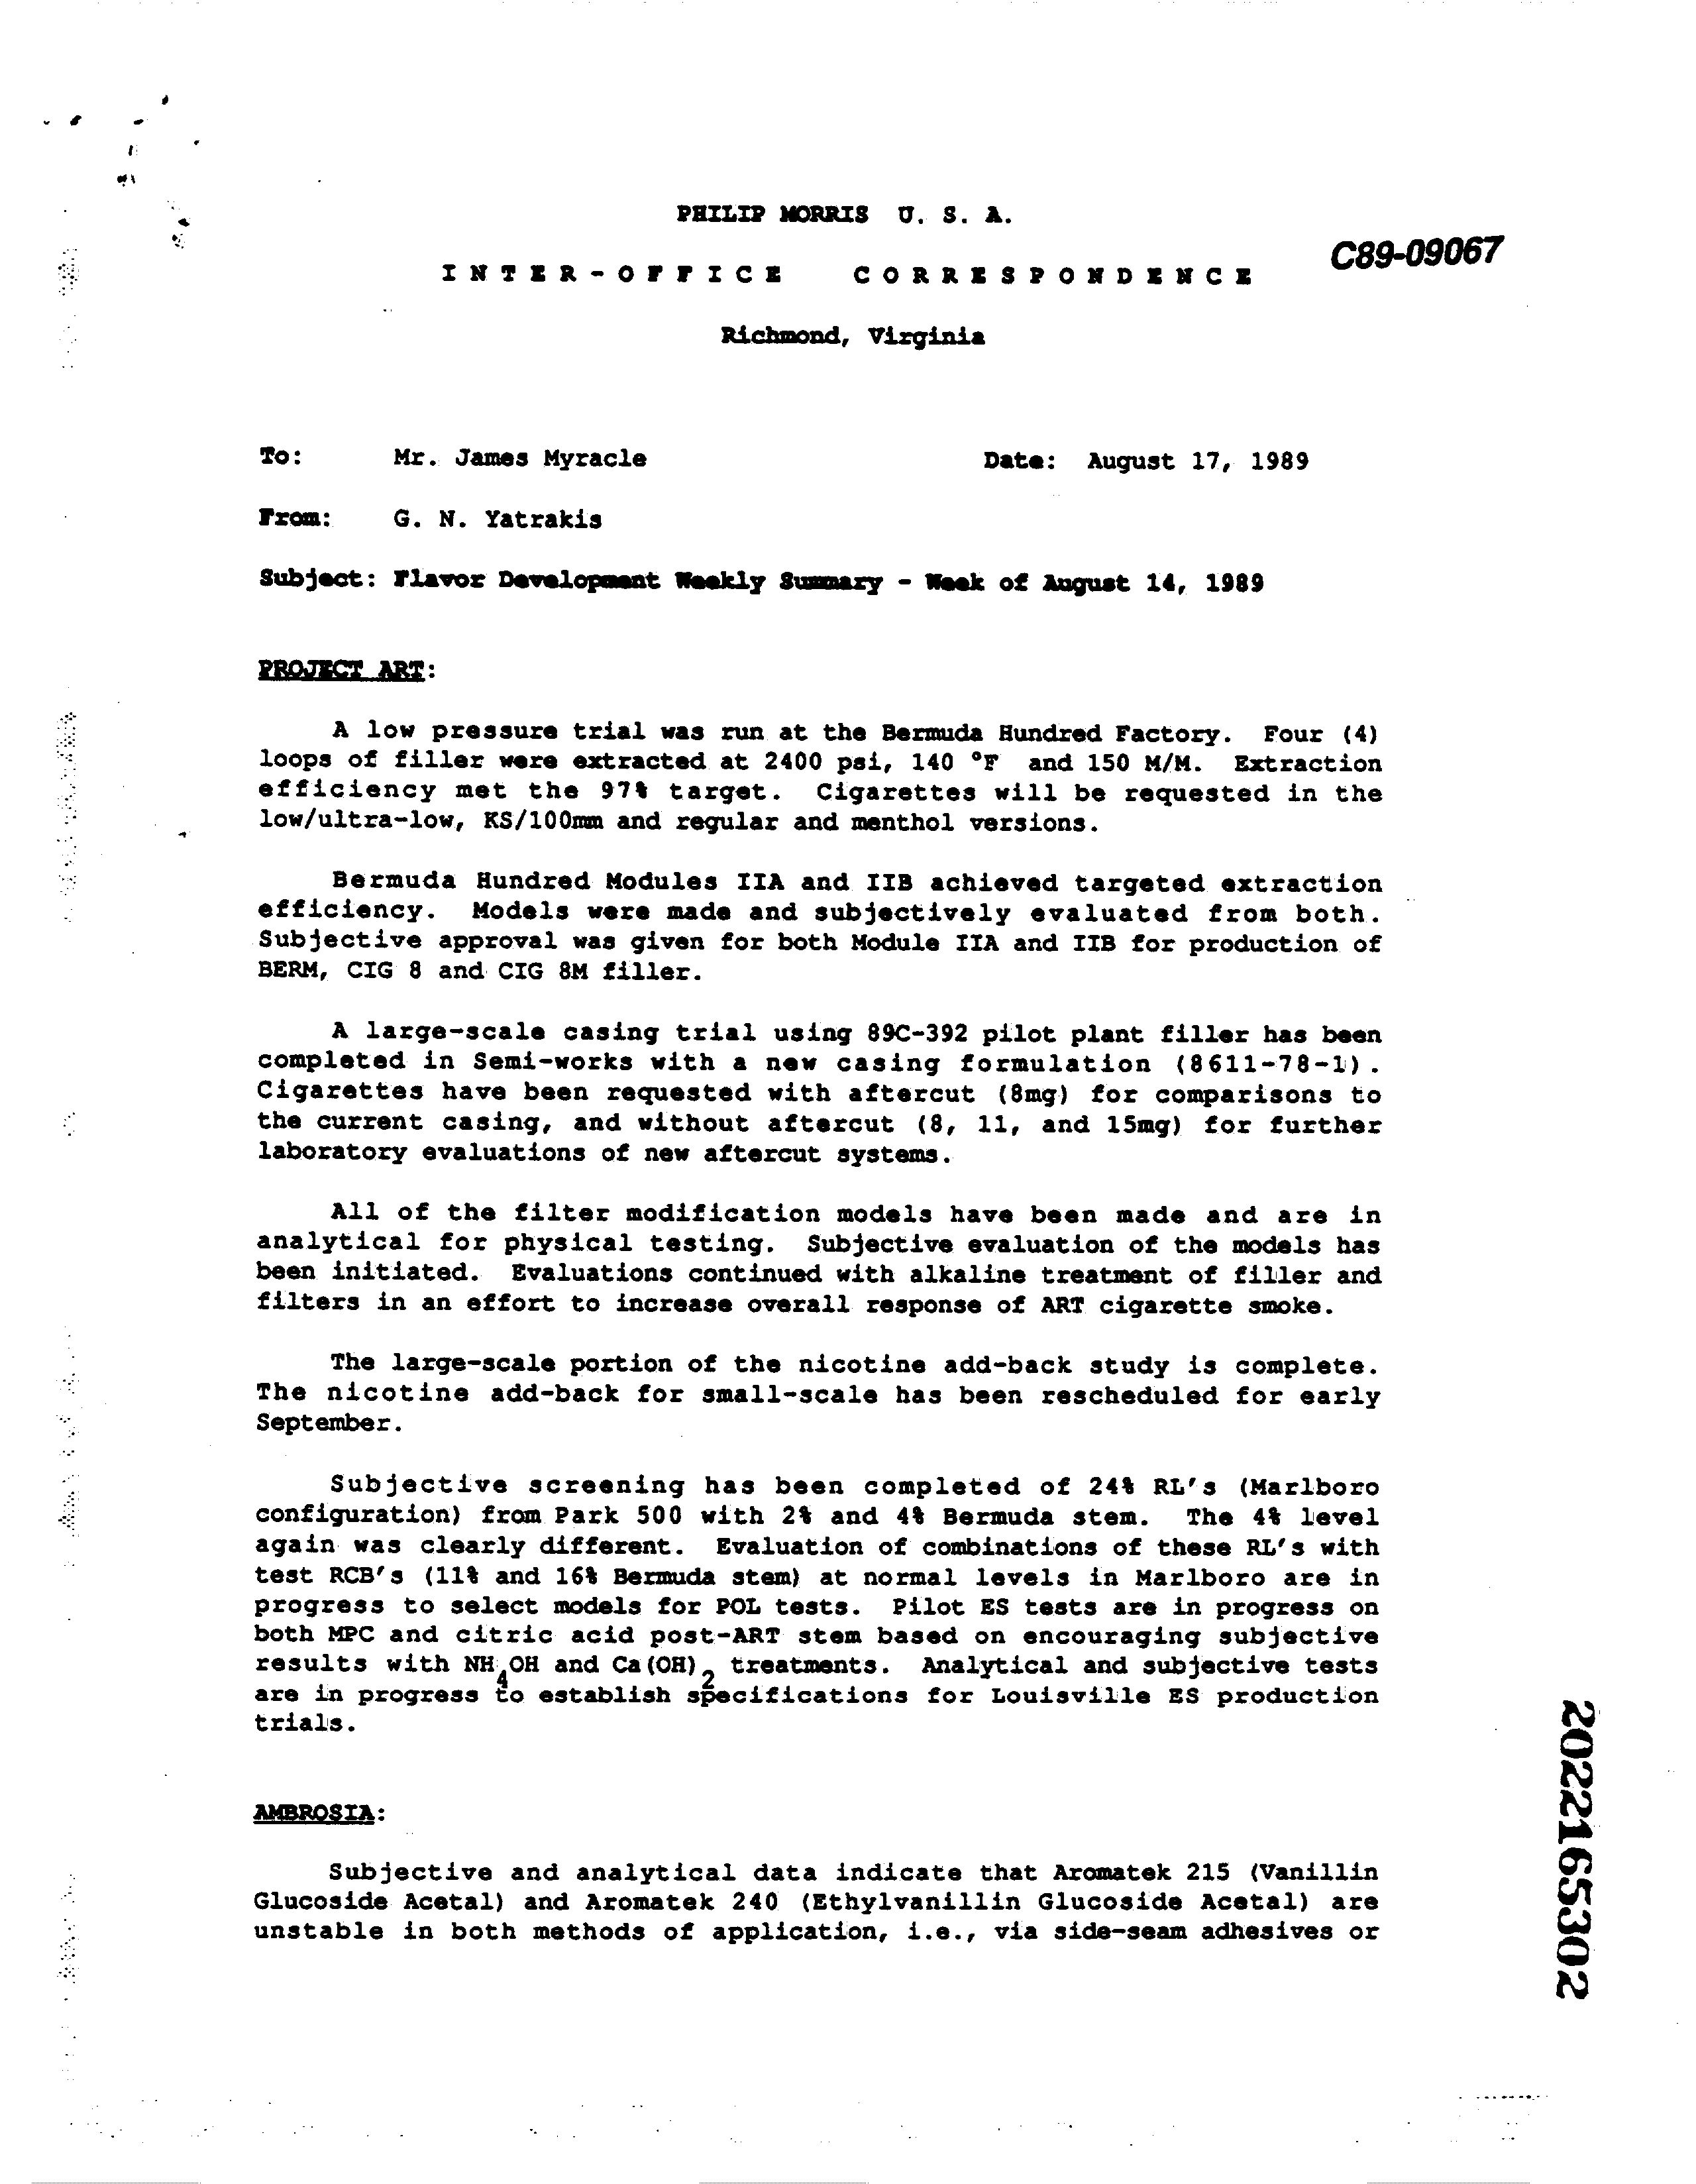 PHILIP MORRIS U. S. A.
C89-09067
INTER-OFFICE CORRESPONDENCE
Richmond, Virginia
To: Mr. James Myracle Date: August 17, 1989
From: G. N. Yatrakis
Subject: Flavor Development Weekly Summary - Week of August 14, 1989
PROJECT ART:
A low pressure trial was run at the Bermuda Hundred Factory. Four (4)
loops of filler were extracted at 2400 psi, 140 °F and 150 M/M. Extraction
efficiency met the 97% target. Cigarettes will be requested in the
low/ultra-low, KS/100mm and regular and menthol versions.
Bermuda Hundred Modules IIA and IIB achieved targeted extraction
efficiency. Models were made and subjectively evaluated from both.
Subjective approval was given for both Module IIA and IIB for production of
BERM, CIG 8 and CIG 8M filler.
A large-scale casing trial using 89C-392 pilot plant filler has been
completed in Semi-works with a new casing formulation (8611-78-1).
Cigarettes have been requested with aftercut (8mg) for comparisons to
the current casing, and without aftercut (8, 11, and 15mg) for further
laboratory evaluations of new aftercut systems.
All of the filter modification models have been made and are in
analytical for physical testing. Subjective evaluation of the models has
been initiated. Evaluations continued with alkaline treatment of filler and
filters in an effort to increase overall response of ART cigarette smoke.
The large-scale portion of the nicotine add-back study is complete.
The nicotine add-back for small-scale has been rescheduled for early
September.
Subjective screening has been completed of 24% RL's (Marlboro
configuration) from Park 500 with 2% and 4% Bermuda stem. The 4% level
again was clearly different. Evaluation of combinations of these RL's with
test RCB's (11% and 16% Bermuda stem) at normal levels in Marlboro are in
progress to select models for POL tests. Pilot ES tests are in progress on
both MPC and citric acid post-ART stem based on encouraging subjective
results with NH4OH and Ca(OH)2 treatments. Analytical and subjective tests
are in progress to establish specifications for Louisville ES production
trials.
AMBROSIA:
Subjective and analytical data indicate that Aromatek 215 (Vanillin
Glucoside Acetal) and Aromatek 240 (Ethylvanillin Glucoside Acetal) are
unstable in both methods of application, i.e., via side-seam adhesives or
2022165302